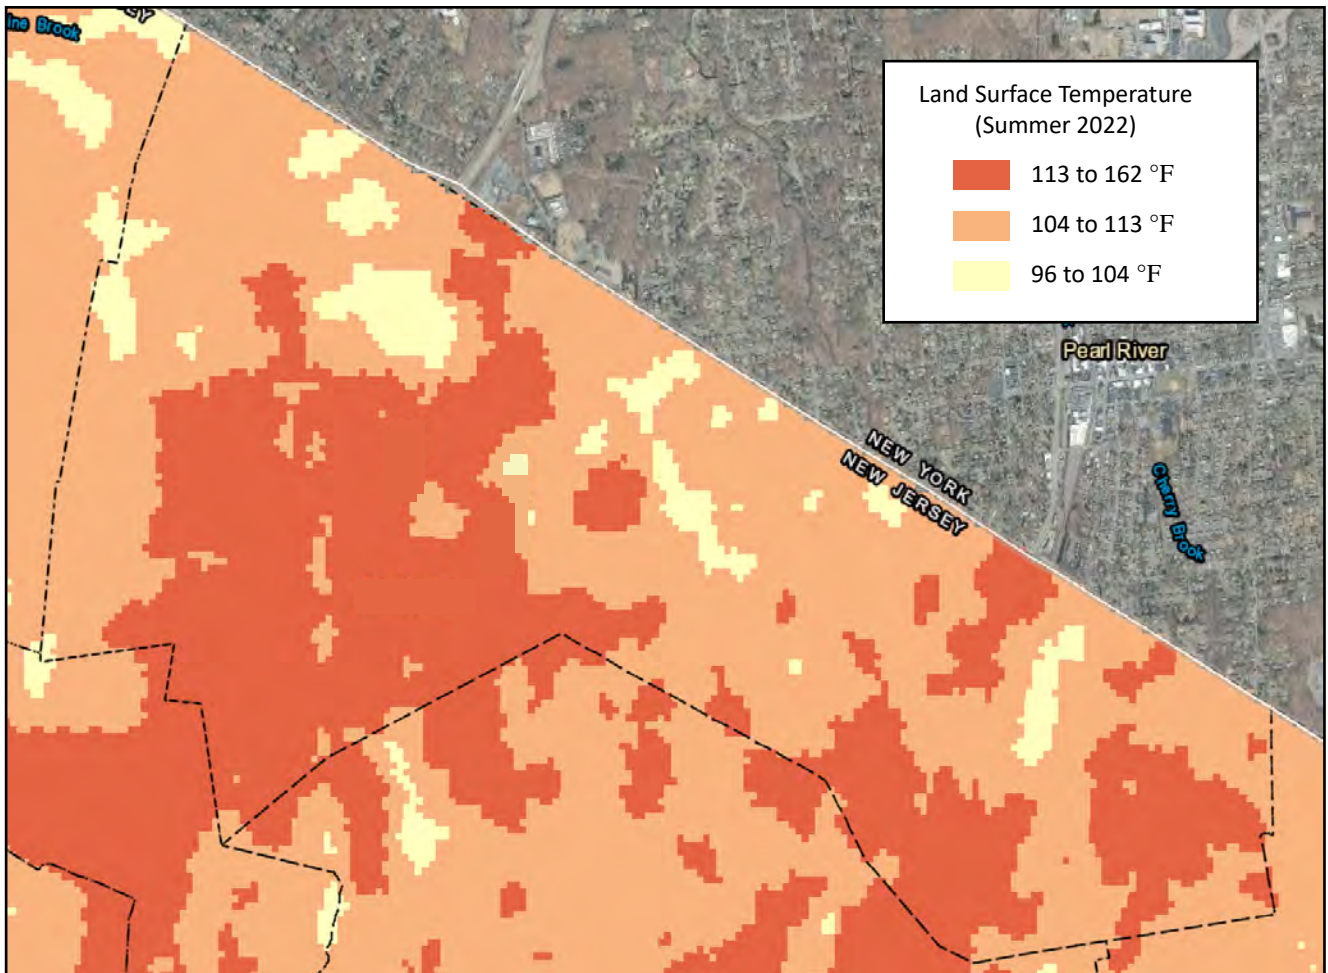 EY
ine Brook
Land Surface Temperature
(Summer 2022)
113 to 162 °F
104 to 113 °F
96 to 104 °F
Pearl River
NEW YORK
NEW JERSEY
Cherry Brook